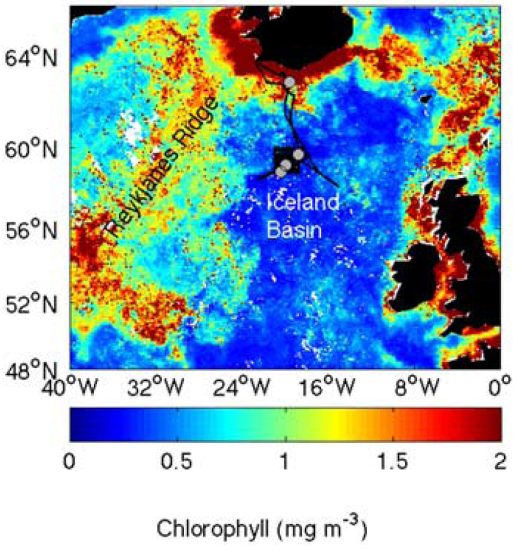 64°N
60°N
56°N
52°N
48°N
Theykjanes Ridge
Iceland
Basin
40°W 32°W 24°W 16°W 8°W 0°
0 0.5 1 1.5 2
Chlorophyll (mg m-3)